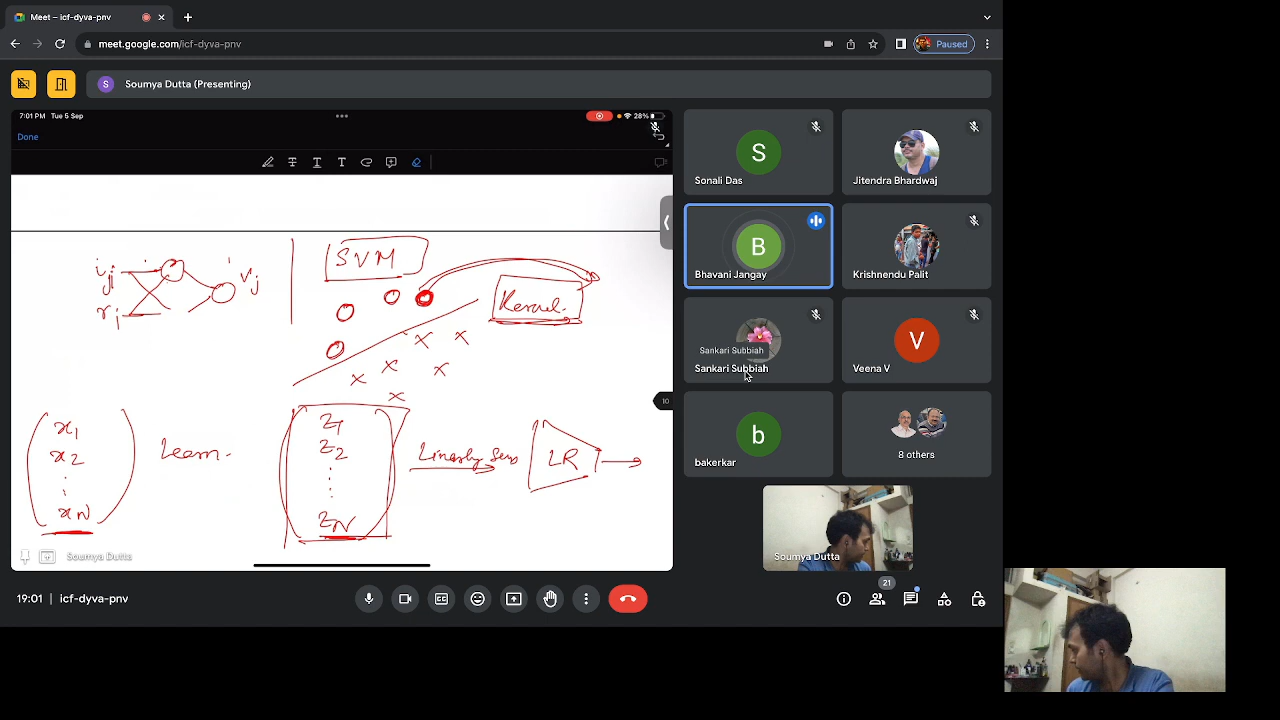 Meet – icf-dyva-pnv
meet.google.com/icf-dyva-pnv
Paused
S
Soumya Dutta (Presenting)
7:01 PM Tue 5 Sep
28%
Done
T
SVM
Kernel.
10
x1
x2
xN
Learn.
Z1
Z2
ZN
Linearly Sep
LR
Soumya Dutta
S
Sonali Das
Jitendra Bhardwaj
B
Bhavani Jangay
Krishnendu Palit
Sankari Subbiah
Sankari Subbiah
V
Veena V
b
bakerkar
8 others
Soumya Dutta
19:01 | icf-dyva-pnv
21